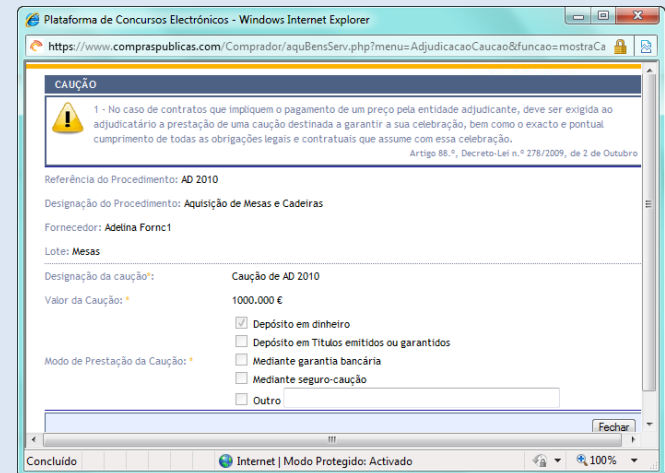 Plataforma de Concursos Electrónicos - Windows Internet Explorer
https://www.compraspublicas.com/Comprador/aquBensServ.php?menu=AdjudicacaoCaucao&funcao=mostraCa
CAUÇÃO
1 - No caso de contratos que impliquem o pagamento de um preço pela entidade adjudicante, deve ser exigida ao
adjudicatário a prestação de uma caução destinada a garantir a sua celebração, bem como o exacto e pontual
cumprimento de todas as obrigações legais e contratuais que assume com essa celebração.
Artigo 88.º, Decreto-Lei n.º 278/2009, de 2 de Outubro
Referência do Procedimento: AD 2010
Designação do Procedimento: Aquisição de Mesas e Cadeiras
Fornecedor: Adelina Fornc1
Lote: Mesas
Designação da caução*: Caução de AD 2010
Valor da Caução: * 1000.000 €
Modo de Prestação da Caução: *
Depósito em dinheiro
Depósito em Titulos emitidos ou garantidos
Mediante garantia bancária
Mediante seguro-caução
Outro
Fechar
Concluído Internet | Modo Protegido: Activado 100%